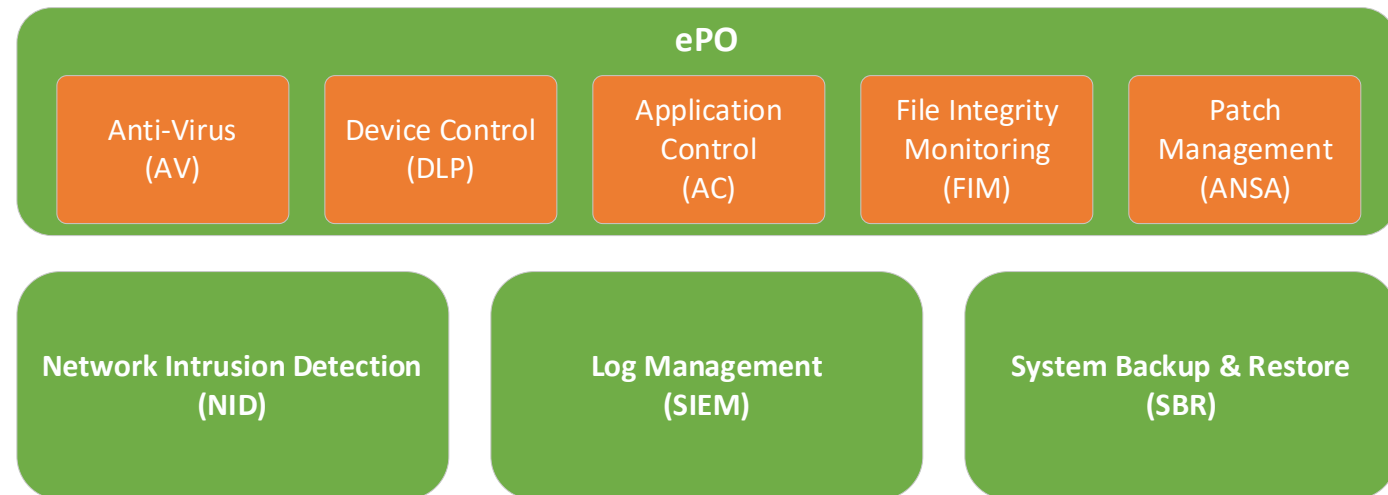 ePO
Anti-Virus
(AV)
Device Control
(DLP)
Application
Control
(AC)
File Integrity
Monitoring
(FIM)
Patch
Management
(ANSA)
Network Intrusion Detection
(NID)
Log Management
(SIEM)
System Backup & Restore
(SBR)